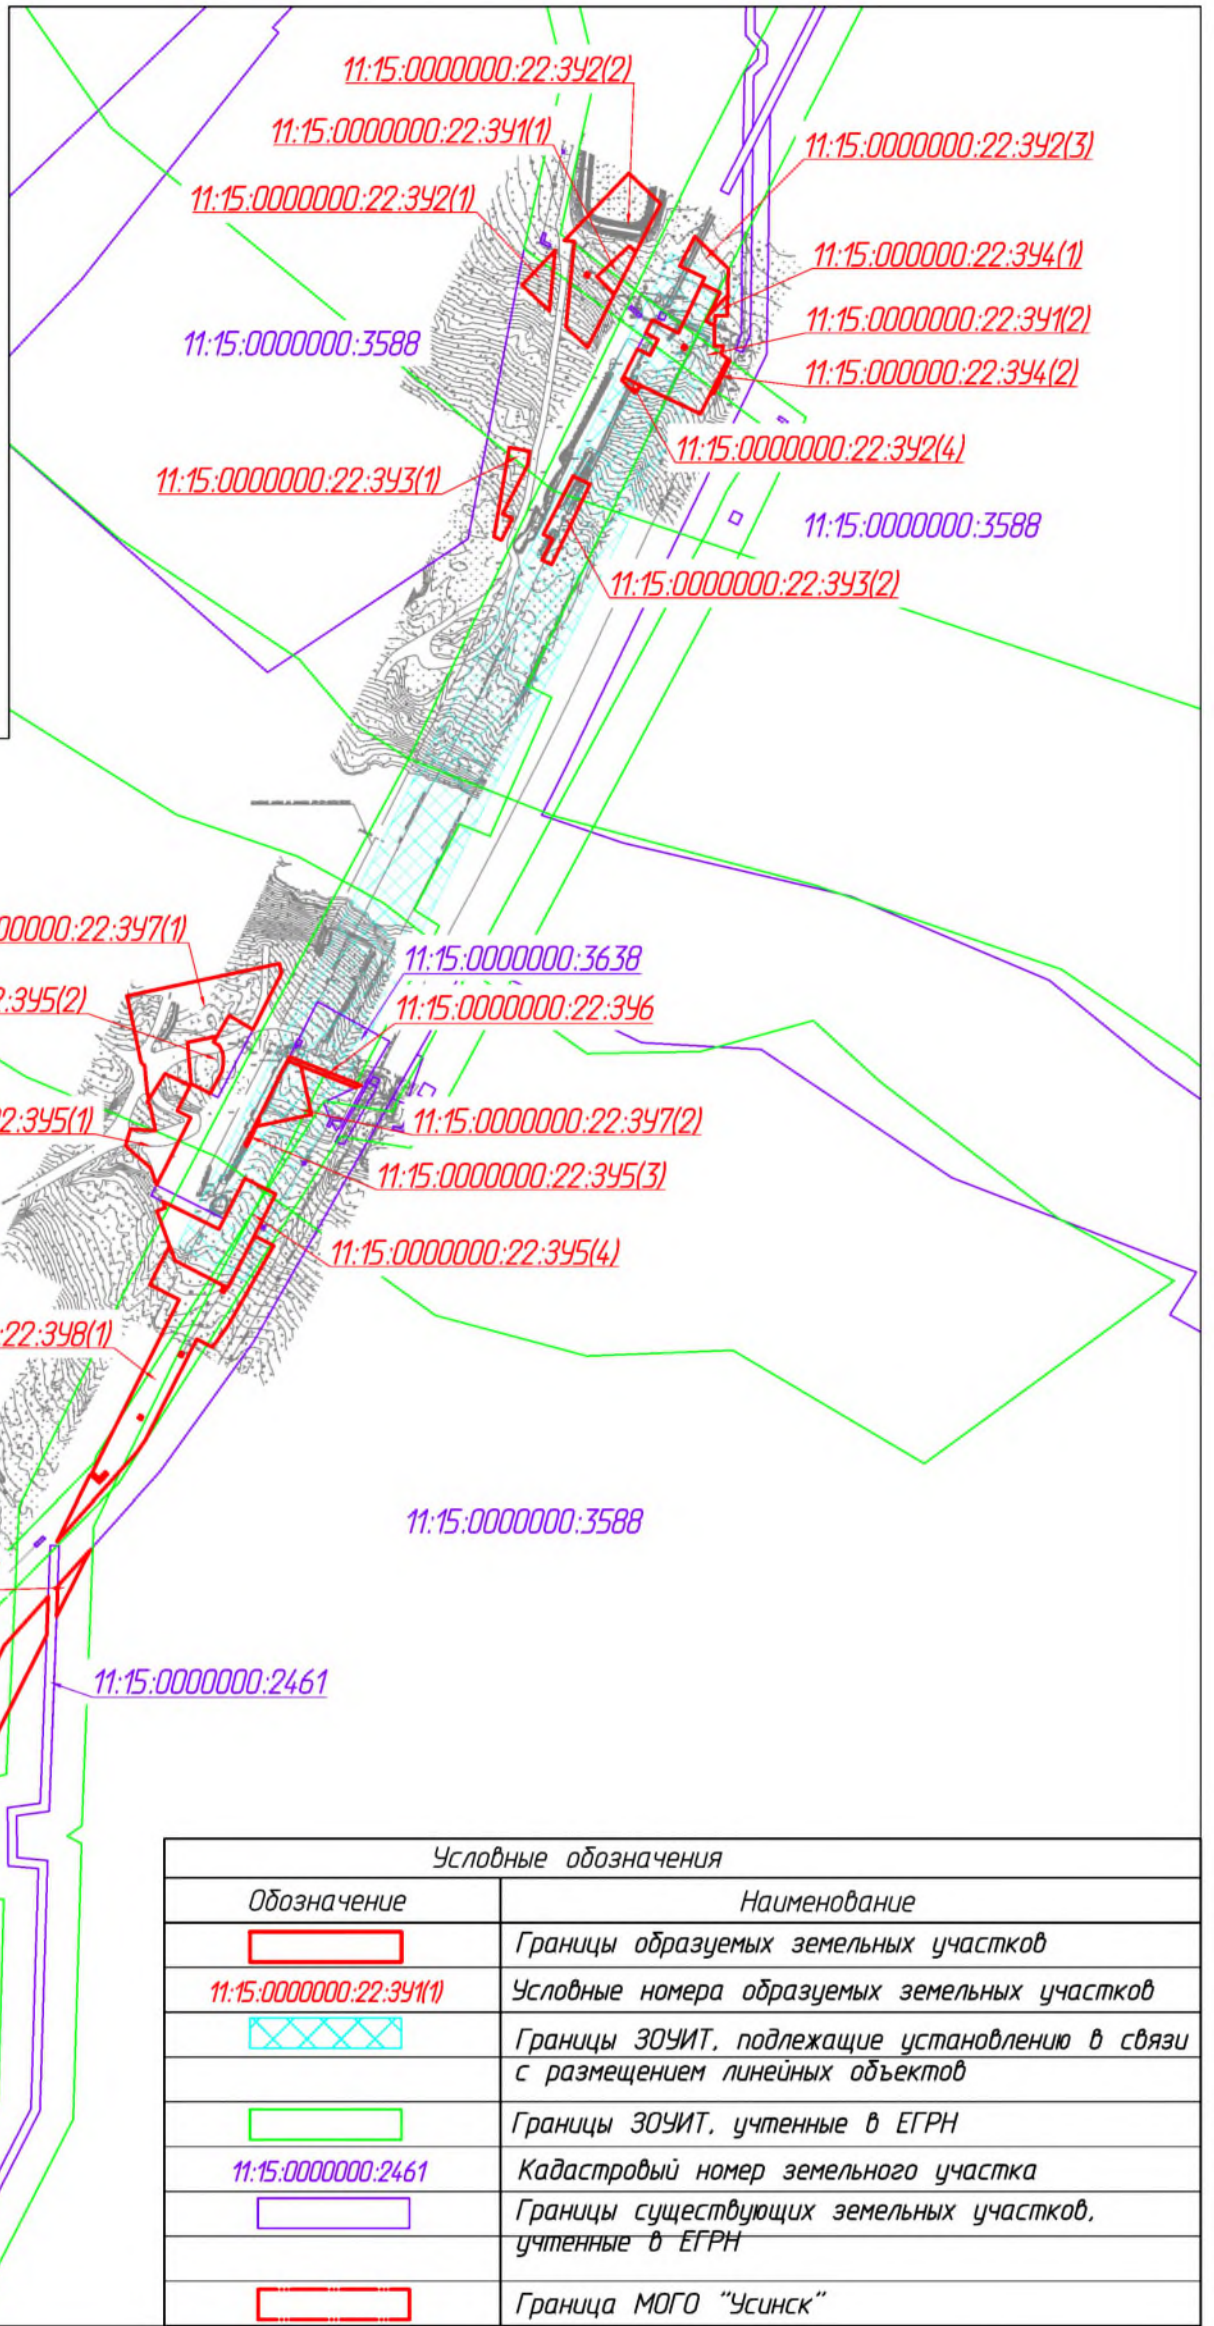 11:15:0000000:22:ЗУ2(2)
11:15:0000000:22:ЗУ1(1)
11:15:0000000:22:ЗУ2(3)
11:15:0000000:22:ЗУ2(1)
11:15:000000:22:ЗУ4(1)
11:15:000000:22:ЗУ1(2)
11:15:0000000:3588
11:15:000000:22:ЗУ4(2)
11:15:0000000:22:ЗУ2(4)
11:15:0000000:22:ЗУ3(1)
11:15:0000000:3588
11:15:0000000:22:ЗУ3(2)
00000:22:ЗУ7(1)
11:15:0000000:3638
2:ЗУ5(2)
11:15:0000000:22:ЗУ6
22:ЗУ5(1)
11:15:0000000:22:ЗУ7(2)
11:15:0000000:22:ЗУ5(3)
11:15:0000000:22:ЗУ5(4)
:22:ЗУ8(1)
11:15:0000000:3588
11:15:0000000:2461
Условные обозначения
Обозначение Наименование
Границы образуемых земельных участков
11:15:0000000:22:ЗУ1(1) Условные номера образуемых земельных участков
Границы ЗОУИТ, подлежащие установлению в связи
с размещением линейных объектов
Границы ЗОУИТ, учтенные в ЕГРН
11:15:0000000:2461 Кадастровый номер земельного участка
Границы существующих земельных участков,
учтенные в ЕГРН
Граница МОГО "Усинск"